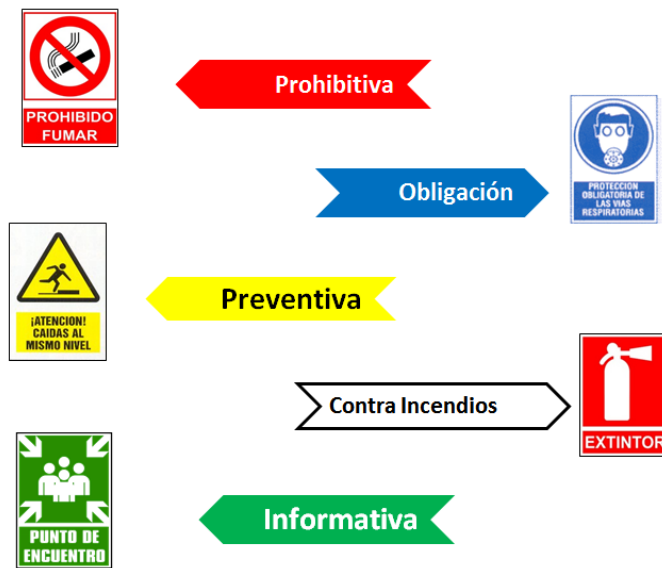 PROHIBIDO
FUMAR
Prohibitiva
Obligación
PROTECCION
OBLIGATORIA DE
LAS VIAS
RESPIRATORIAS
¡ATENCION!
CAIDAS AL
MISMO NIVEL
Preventiva
Contra Incendios
EXTINTOR
PUNTO DE
ENCUENTRO
Informativa